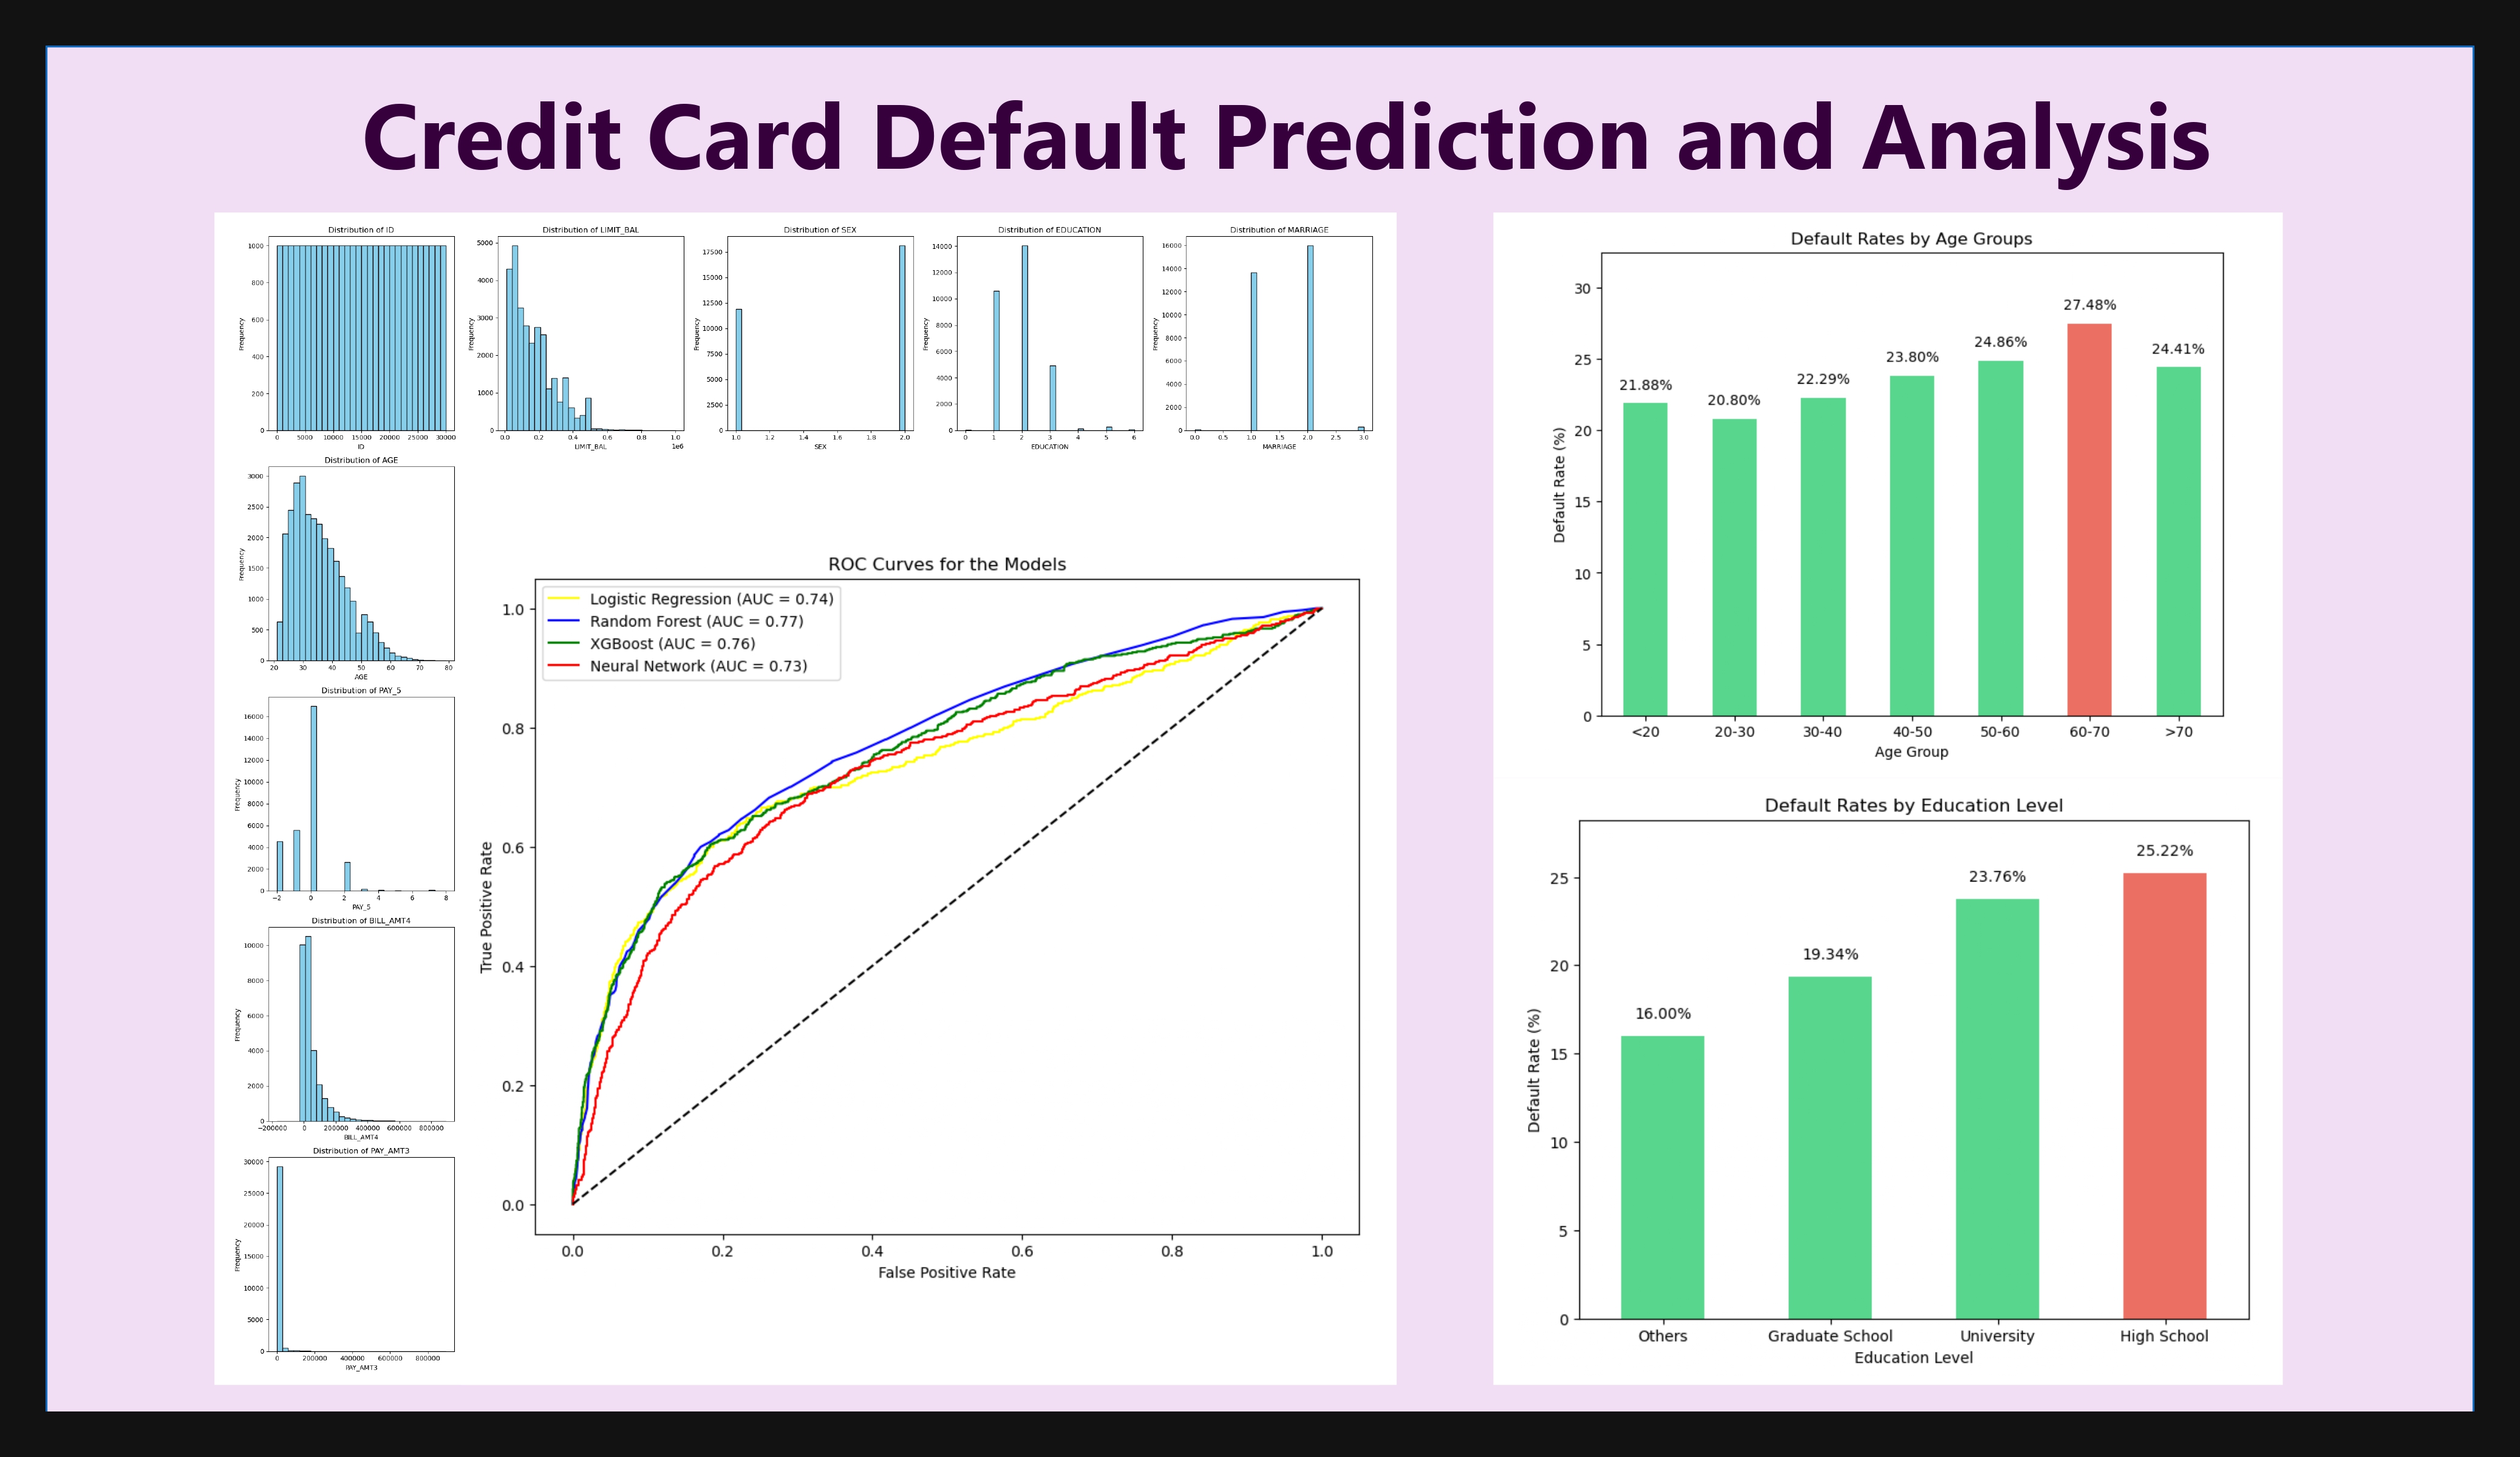 Credit Card Default Prediction and Analysis
Distribution of ID
Frequency
1000
800
600
400
200
0
0 5000 10000 15000 20000 25000 30000
ID
Distribution of LIMIT_BAL
Frequency
5000
4000
3000
2000
1000
0
0.0 0.2 0.4 0.6 0.8 1.0
1e6
LIMIT_BAL
Distribution of SEX
Frequency
17500
15000
12500
10000
7500
5000
2500
0
1.0 1.2 1.4 1.6 1.8 2.0
SEX
Distribution of EDUCATION
Frequency
14000
12000
10000
8000
6000
4000
2000
0
0 1 2 3 4 5 6
EDUCATION
Distribution of MARRIAGE
Frequency
16000
14000
12000
10000
8000
6000
4000
2000
0
0.0 0.5 1.0 1.5 2.0 2.5 3.0
MARRIAGE
Distribution of AGE
Frequency
3000
2500
2000
1500
1000
500
0
20 30 40 50 60 70 80
AGE
Distribution of PAY_5
Frequency
16000
14000
12000
10000
8000
6000
4000
2000
0
−2 0 2 4 6 8
PAY_5
Distribution of BILL_AMT4
Frequency
10000
8000
6000
4000
2000
0
−200000 0 200000 400000 600000 800000
BILL_AMT4
Distribution of PAY_AMT3
Frequency
30000
25000
20000
15000
10000
5000
0
0 200000 400000 600000 800000
PAY_AMT3
ROC Curves for the Models
Logistic Regression (AUC = 0.74)
Random Forest (AUC = 0.77)
XGBoost (AUC = 0.76)
Neural Network (AUC = 0.73)
True Positive Rate
1.0
0.8
0.6
0.4
0.2
0.0
0.0 0.2 0.4 0.6 0.8 1.0
False Positive Rate
Default Rates by Age Groups
Default Rate (%)
30
25
20
15
10
5
0
21.88% 20.80% 22.29% 23.80% 24.86% 27.48% 24.41%
<20 20-30 30-40 40-50 50-60 60-70 >70
Age Group
Default Rates by Education Level
Default Rate (%)
25
20
15
10
5
0
16.00% 19.34% 23.76% 25.22%
Others Graduate School University High School
Education Level